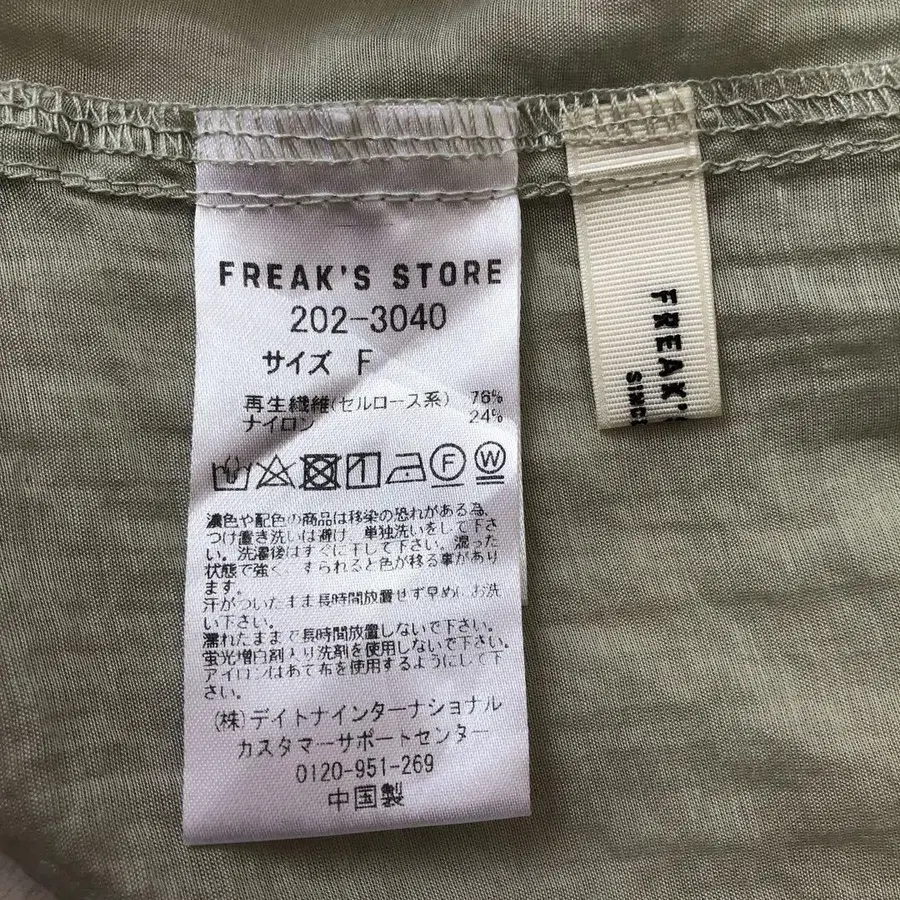 FREAK'S STORE
202-3040
サイズ F
再生繊維(セルロース系) 76%
ナイロン 24%
F W
濃色や配色の商品は移染の恐れがある為、
つけ置き洗いは避け、単独洗いをして下さ
い。洗濯後はすぐに干して下さい。湿った
状態で強く、すられると色が移る事があり
ます。
汗がついたまま長時間放置せず早めにお洗
い下さい。
濡れたままで長時間放置しないで下さい。
蛍光増白剤入り洗剤を使用しないで下さい。
アイロンはあて布を使用するようにして下
さい。
(株)デイトナインターナショナル
カスタマーサポートセンター
0120-951-269
中国製
FREAK'S
SINCE